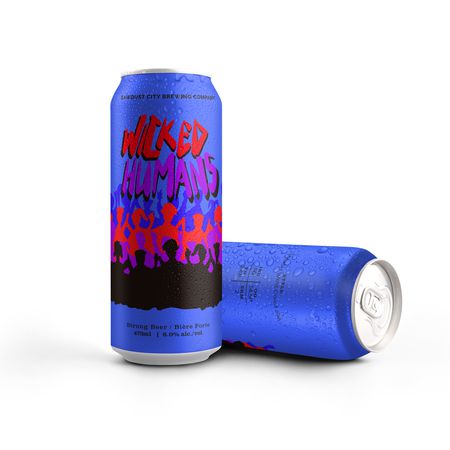 SAWDUST CITY BREWING COMPANY
WICKED
HUMANS
Strong Beer / Bière Forte
473ml | 8.0% alc./vol